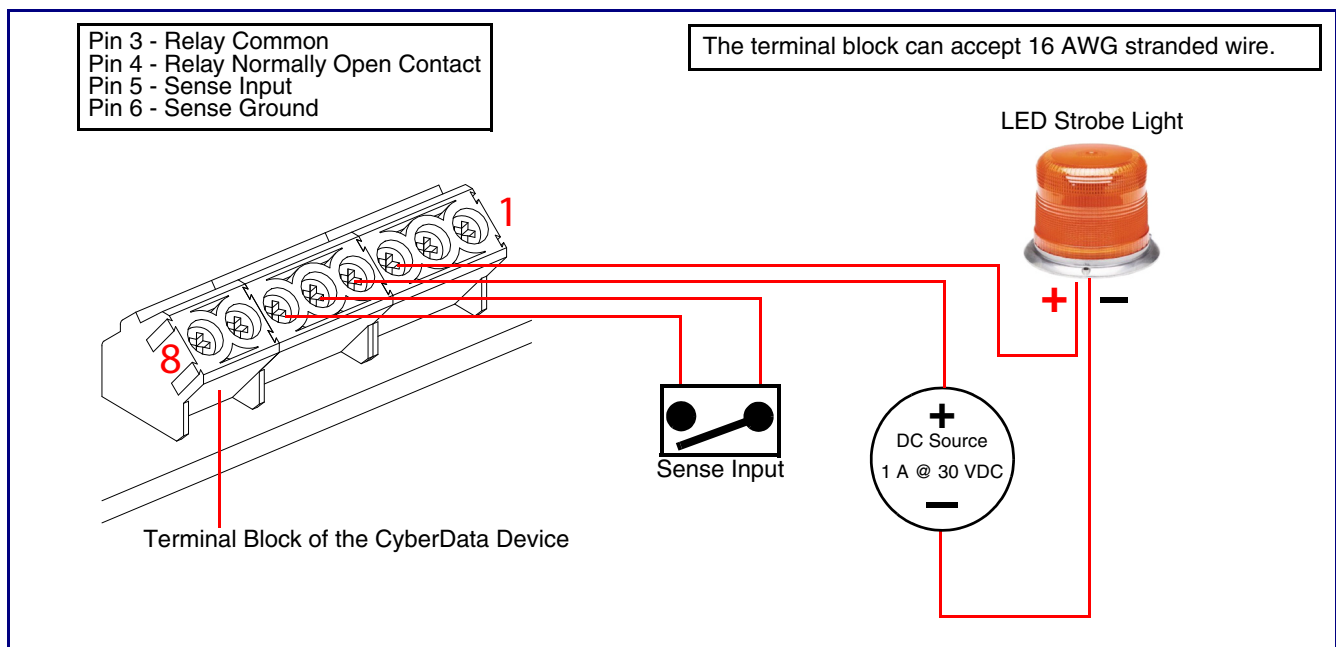 Pin 3 - Relay Common
Pin 4 - Relay Normally Open Contact
Pin 5 - Sense Input
Pin 6 - Sense Ground
The terminal block can accept 16 AWG stranded wire.
LED Strobe Light
1
8
+ –
+
DC Source
1 A @ 30 VDC
–
Sense Input
Terminal Block of the CyberData Device